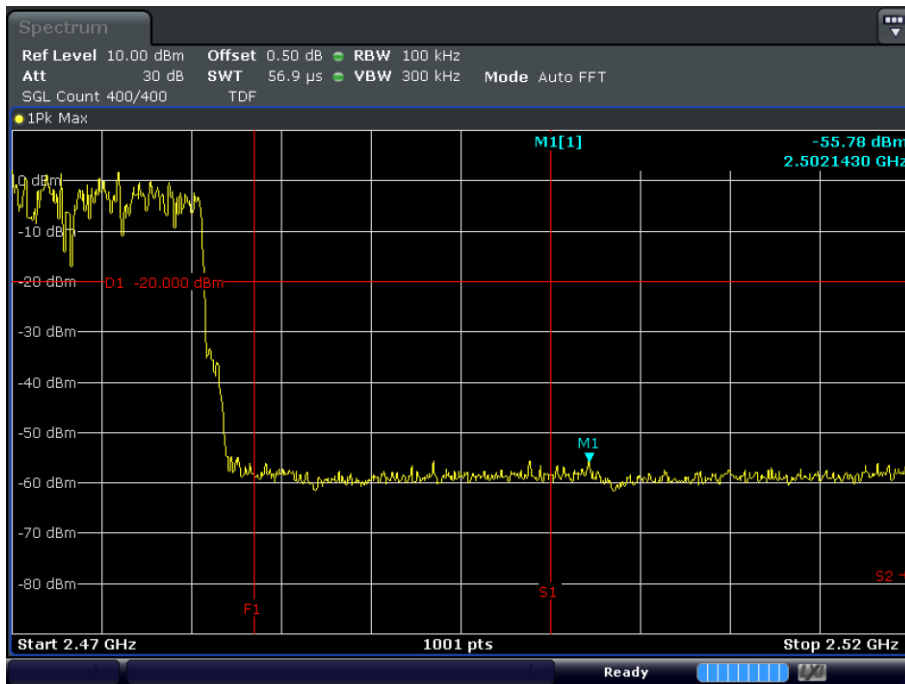 Spectrum
Ref Level 10.00 dBm Offset 0.50 dB RBW 100 kHz
Att 30 dB SWT 56.9 µs VBW 300 kHz Mode Auto FFT
SGL Count 400/400 TDF
1Pk Max
M1[1] -55.78 dBm
2.5021430 GHz
0 dBm
-10 dBm
-20 dBm D1 -20.000 dBm
-30 dBm
-40 dBm
-50 dBm
M1
-60 dBm
-70 dBm
-80 dBm
S2
S1
F1
Start 2.47 GHz 1001 pts Stop 2.52 GHz
Ready LXI